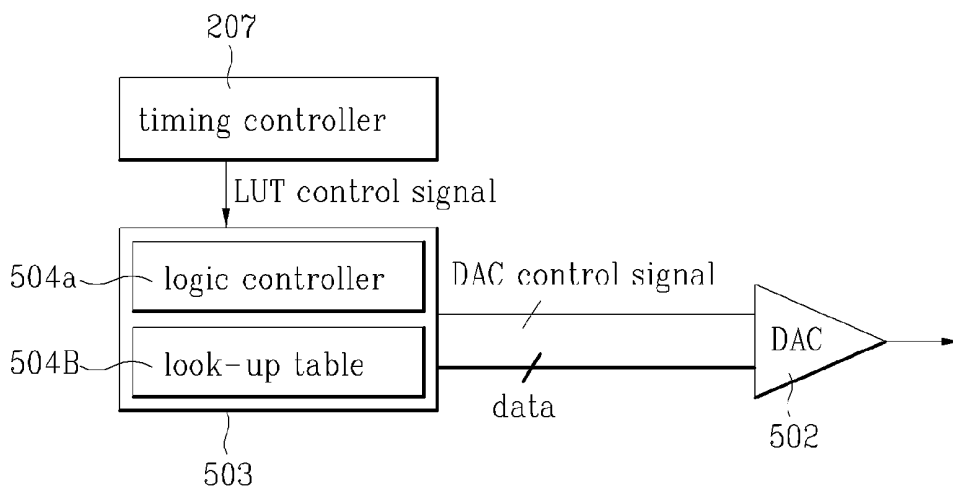 207
timing controller
LUT control signal
504a
logic controller
DAC control signal
504B
look-up table
DAC
data
502
503